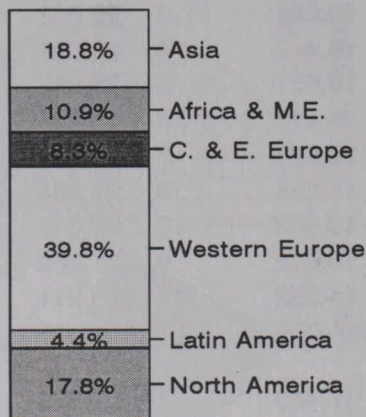 18.8% Asia
10.9% Africa & M.E.
8.3% C. & E. Europe
39.8% Western Europe
4.4% Latin America
17.8% North America